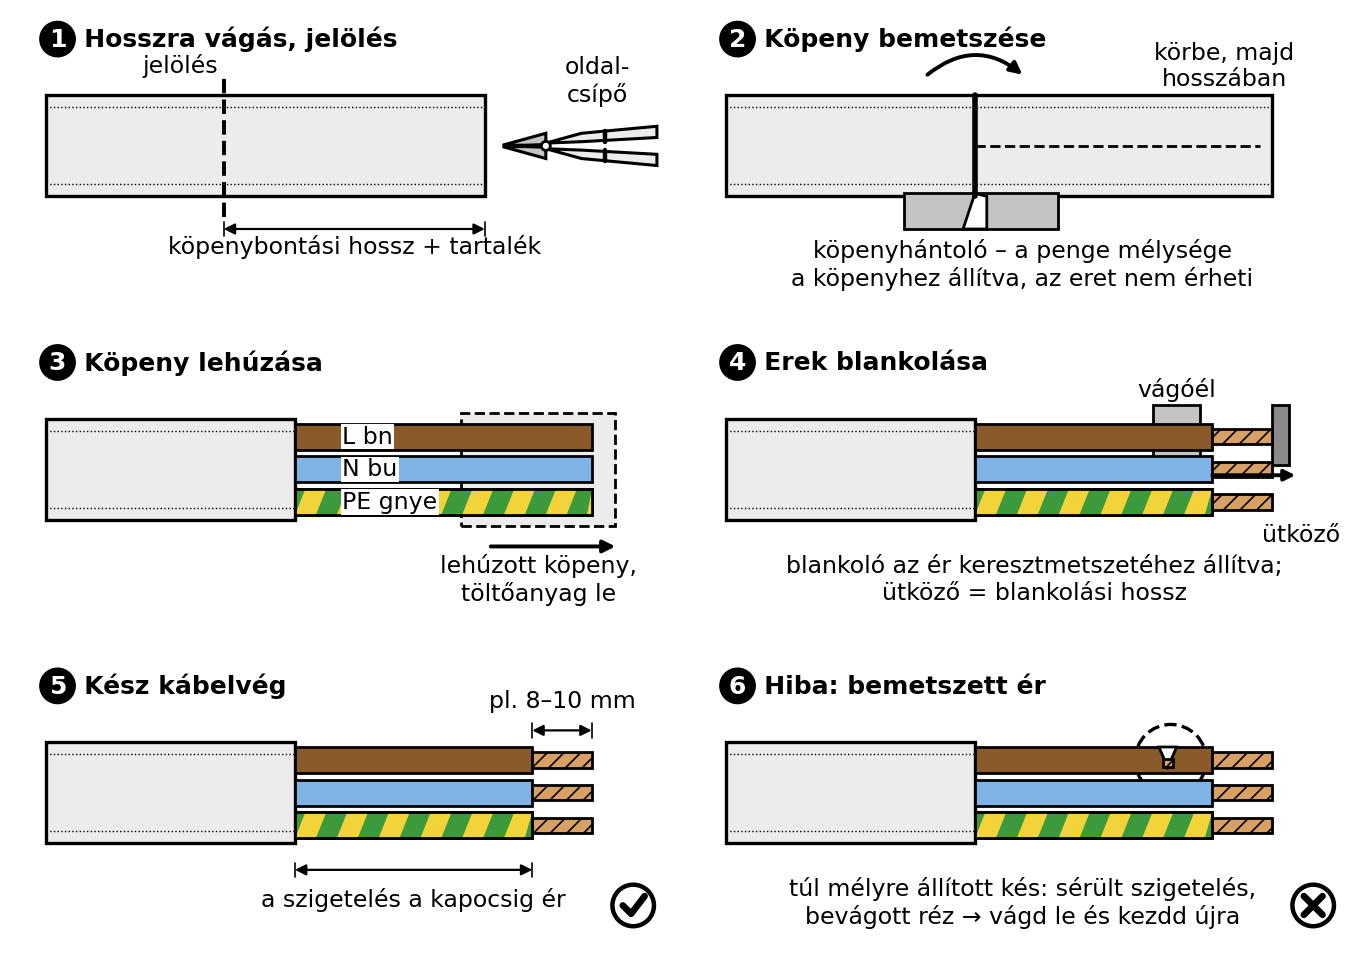 1 Hosszra vágás, jelölés
jelölés
oldal-
csípő
köpenybontási hossz + tartalék
2 Köpeny bemetszése
körbe, majd
hosszában
köpenyhántoló – a penge mélysége
a köpenyhez állítva, az eret nem érheti
3 Köpeny lehúzása
L bn
N bu
PE gnye
lehúzott köpeny,
töltőanyag le
4 Erek blankolása
vágóél
ütköző
blankoló az ér keresztmetszetéhez állítva;
ütköző = blankolási hossz
5 Kész kábelvég
pl. 8–10 mm
a szigetelés a kapocsig ér
6 Hiba: bemetszett ér
túl mélyre állított kés: sérült szigetelés,
bevágott réz → vágd le és kezdd újra